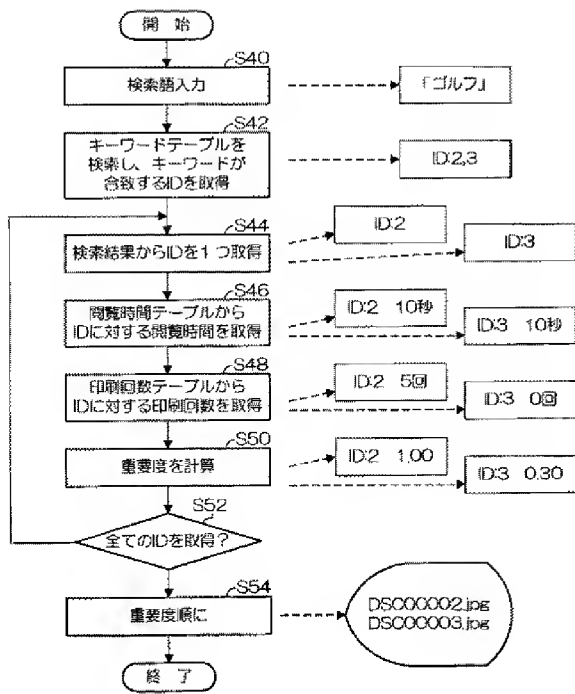 開 始
S40
検索語入力
「ゴルフ」
S42
キーワードテーブルを
検索し、キーワードが
合致するIDを取得
ID:2,3
S44
検索結果からIDを1つ取得
ID:2
ID:3
S46
閲覧時間テーブルから
IDに対する閲覧時間を取得
ID:2 10秒
ID:3 10秒
S48
印刷回数テーブルから
IDに対する印刷回数を取得
ID:2 5回
ID:3 0回
S50
重要度を計算
ID:2 1.00
ID:3 0.30
S52
全てのIDを取得?
S54
重要度順に
DSC00002.jpg
DSC00003.jpg
終 了